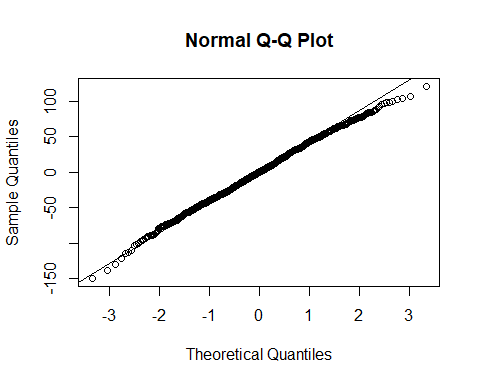 Normal Q-Q Plot
Sample Quantiles
100
50
0
-50
-150
-3 -2 -1 0 1 2 3
Theoretical Quantiles